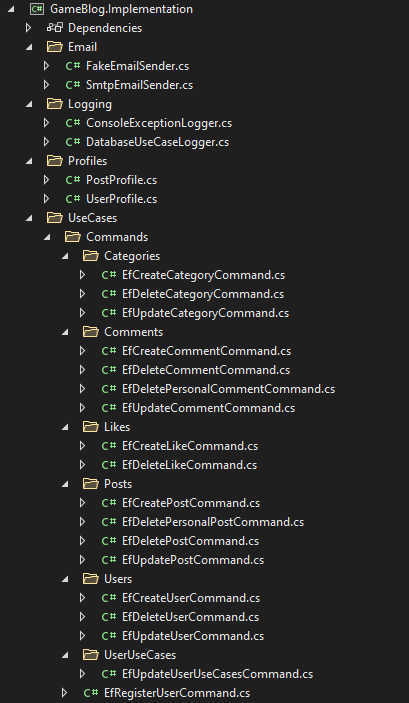 GameBlog.Implementation
Dependencies
Email
C# FakeEmailSender.cs
C# SmtpEmailSender.cs
Logging
C# ConsoleExceptionLogger.cs
C# DatabaseUseCaseLogger.cs
Profiles
C# PostProfile.cs
C# UserProfile.cs
UseCases
Commands
Categories
C# EfCreateCategoryCommand.cs
C# EfDeleteCategoryCommand.cs
C# EfUpdateCategoryCommand.cs
Comments
C# EfCreateCommentCommand.cs
C# EfDeleteCommentCommand.cs
C# EfDeletePersonalCommentCommand.cs
C# EfUpdateCommentCommand.cs
Likes
C# EfCreateLikeCommand.cs
C# EfDeleteLikeCommand.cs
Posts
C# EfCreatePostCommand.cs
C# EfDeletePersonalPostCommand.cs
C# EfDeletePostCommand.cs
C# EfUpdatePostCommand.cs
Users
C# EfCreateUserCommand.cs
C# EfDeleteUserCommand.cs
C# EfUpdateUserCommand.cs
UserUseCases
C# EfUpdateUserUseCasesCommand.cs
C# EfRegisterUserCommand.cs